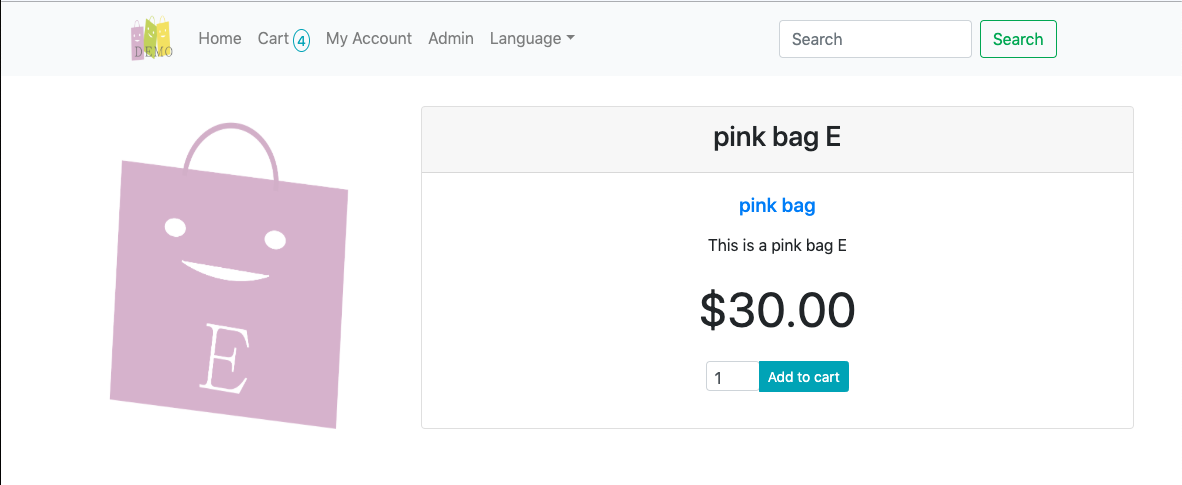 DEMO
Home Cart 4 My Account Admin Language Search Search
pink bag E
pink bag
This is a pink bag E
$30.00
1 Add to cart
E